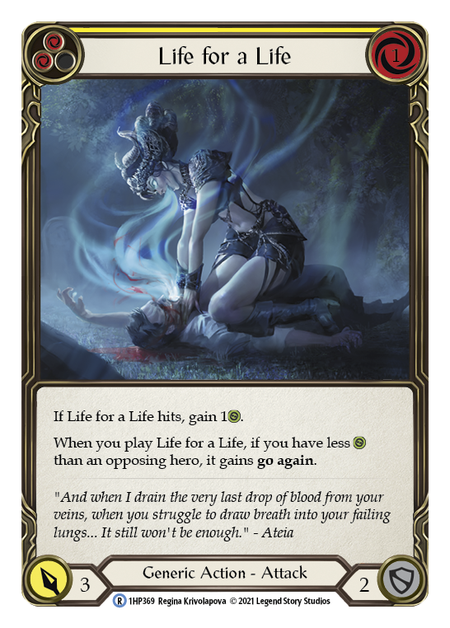 Life for a Life
1
If Life for a Life hits, gain 1.
When you play Life for a Life, if you have less
than an opposing hero, it gains go again.
"And when I drain the very last drop of blood from your
veins, when you struggle to draw breath into your failing
lungs... It still won't be enough." - Ateia
3
Generic Action - Attack
2
R 1HP369 Regina Krivolapova © 2021 Legend Story Studios